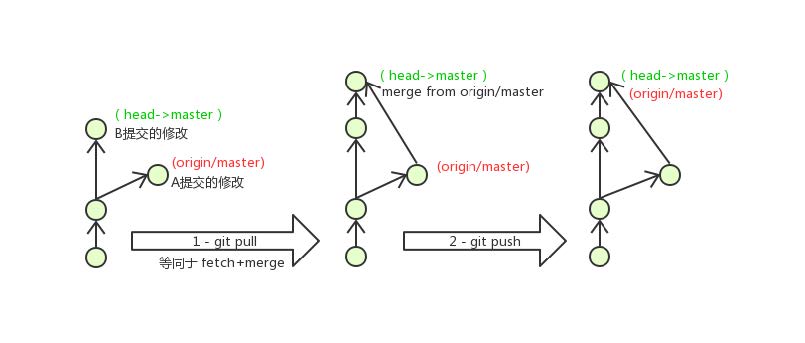 ( head->master )
B提交的修改
(origin/master)
A提交的修改
1 - git pull
等同于 fetch+merge
( head->master )
merge from origin/master
(origin/master)
2 - git push
( head->master )
(origin/master)